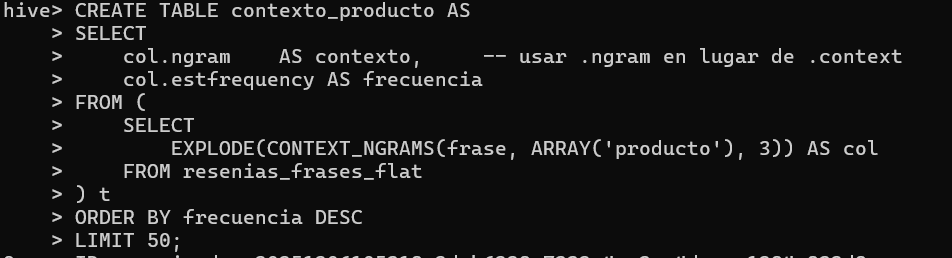 hive> CREATE TABLE contexto_producto AS
    > SELECT
    >     col.ngram    AS contexto,     -- usar .ngram en lugar de .context
    >     col.estfrequency AS frecuencia
    > FROM (
    >     SELECT
    >         EXPLODE(CONTEXT_NGRAMS(frase, ARRAY('producto'), 3)) AS col
    >     FROM resenias_frases_flat
    > ) t
    > ORDER BY frecuencia DESC
    > LIMIT 50;